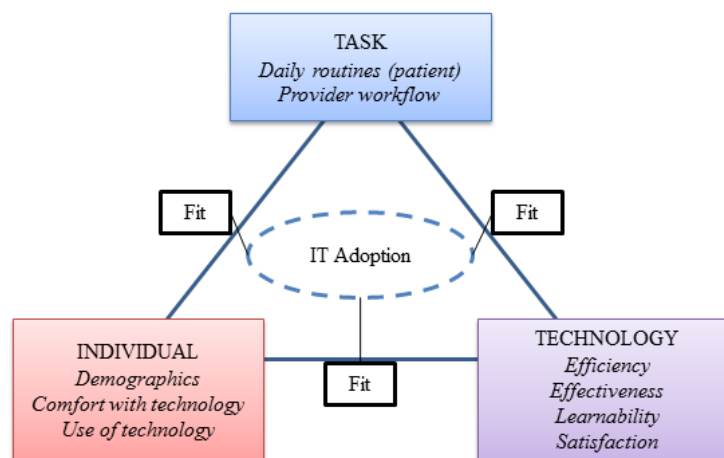 TASK
Daily routines (patient)
Provider workflow
Fit
Fit
IT Adoption
INDIVIDUAL
Demographics
Comfort with technology
Use of technology
Fit
TECHNOLOGY
Efficiency
Effectiveness
Learnability
Satisfaction